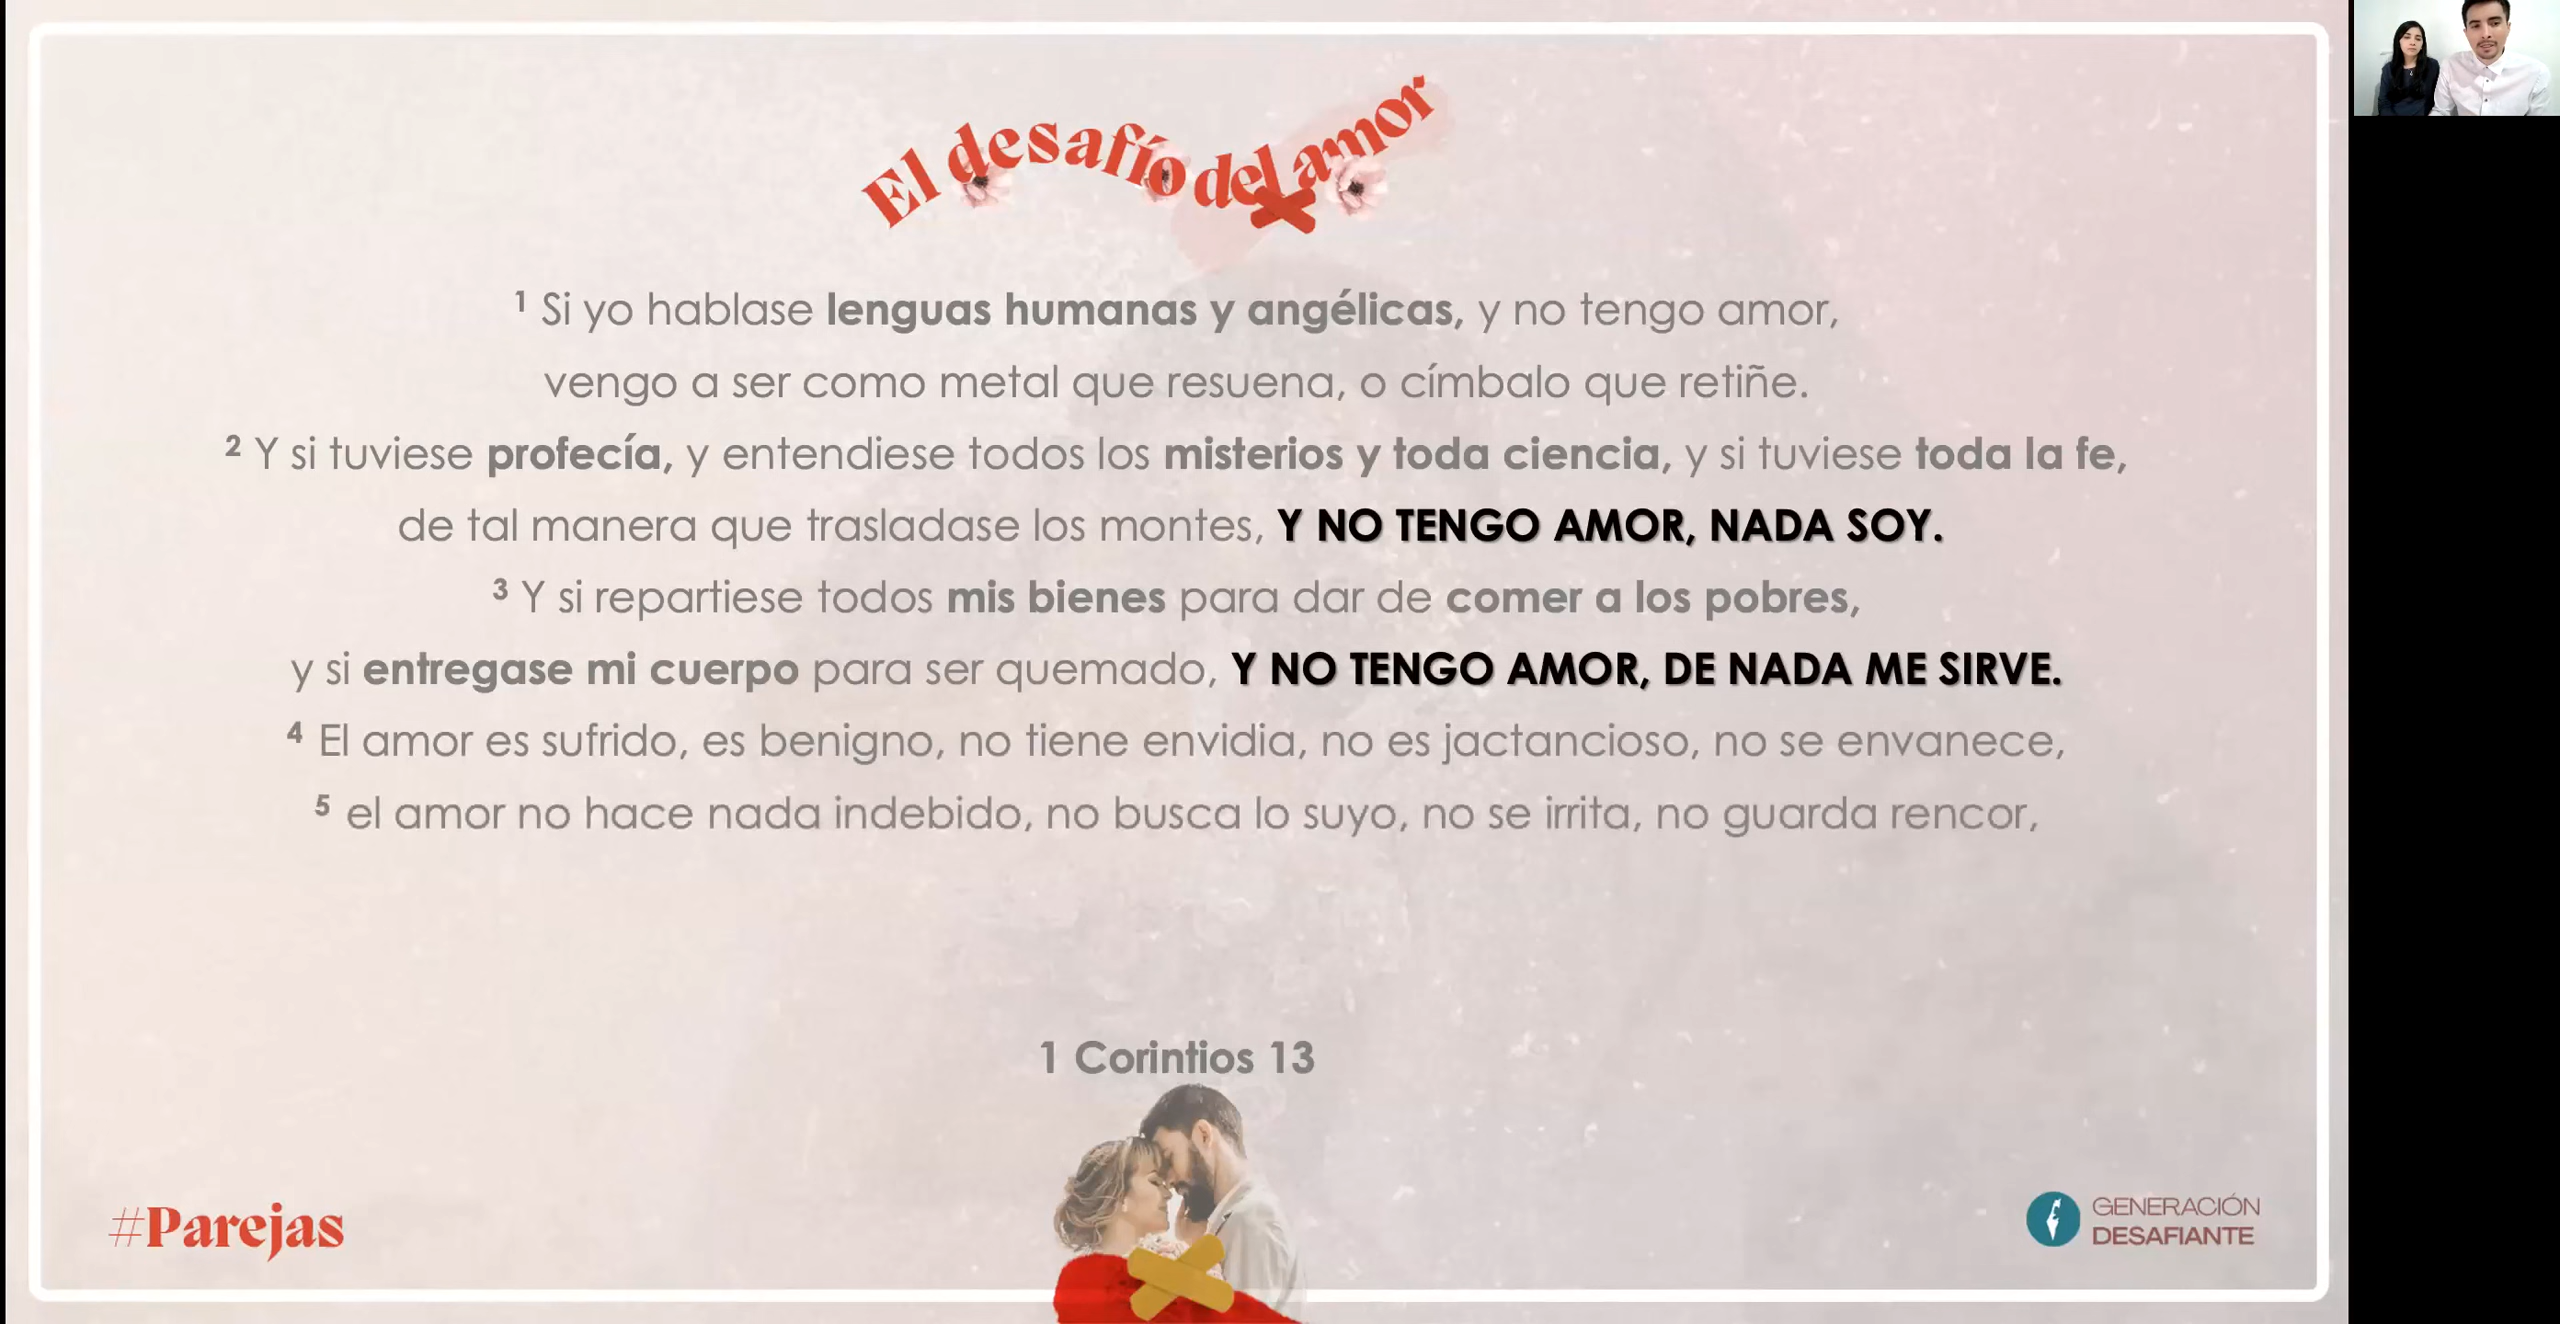 El desafío del amor
1 Si yo hablase lenguas humanas y angélicas, y no tengo amor,
vengo a ser como metal que resuena, o címbalo que retiñe.
2 Y si tuviese profecía, y entendiese todos los misterios y toda ciencia, y si tuviese toda la fe,
de tal manera que trasladase los montes, Y NO TENGO AMOR, NADA SOY.
3 Y si repartiese todos mis bienes para dar de comer a los pobres,
y si entregase mi cuerpo para ser quemado, Y NO TENGO AMOR, DE NADA ME SIRVE.
4 El amor es sufrido, es benigno, no tiene envidia, no es jactancioso, no se envanece,
5 el amor no hace nada indebido, no busca lo suyo, no se irrita, no guarda rencor,
1 Corintios 13
#Parejas
GENERACIÓN
DESAFIANTE